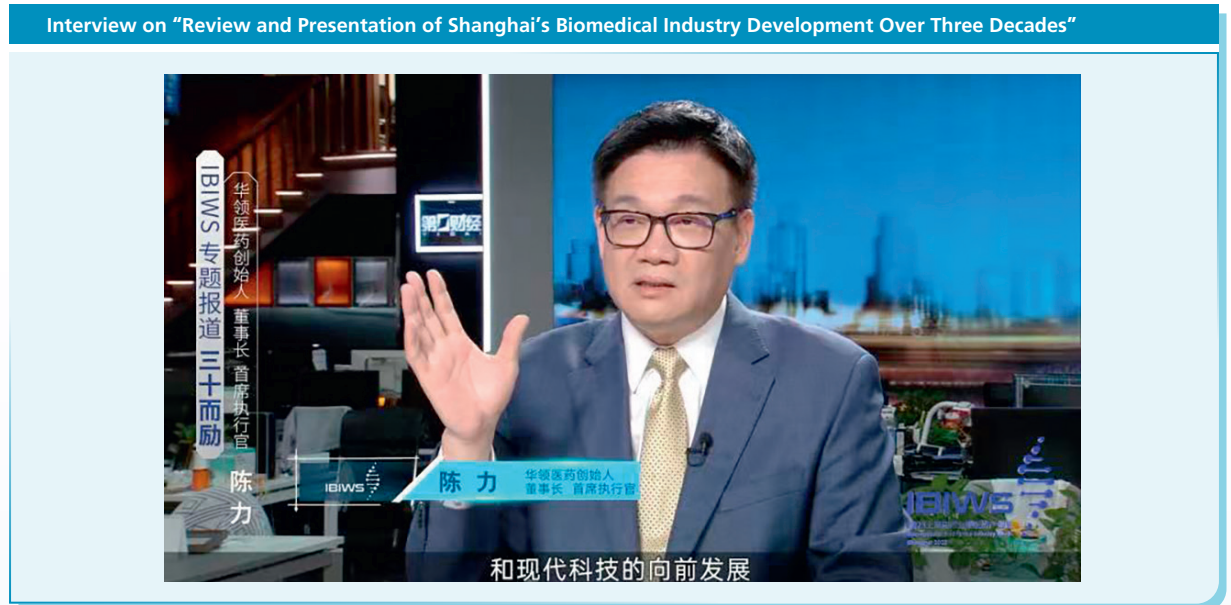 Interview on “Review and Presentation of Shanghai’s Biomedical Industry Development Over Three Decades”
IBIWS 专题报道 三十而励
华领医药创始人 董事长 首席执行官
陈力
第一财经
IBIWS
陈 力
华领医药创始人
董事长 首席执行官
IBIWS
和现代科技的向前发展